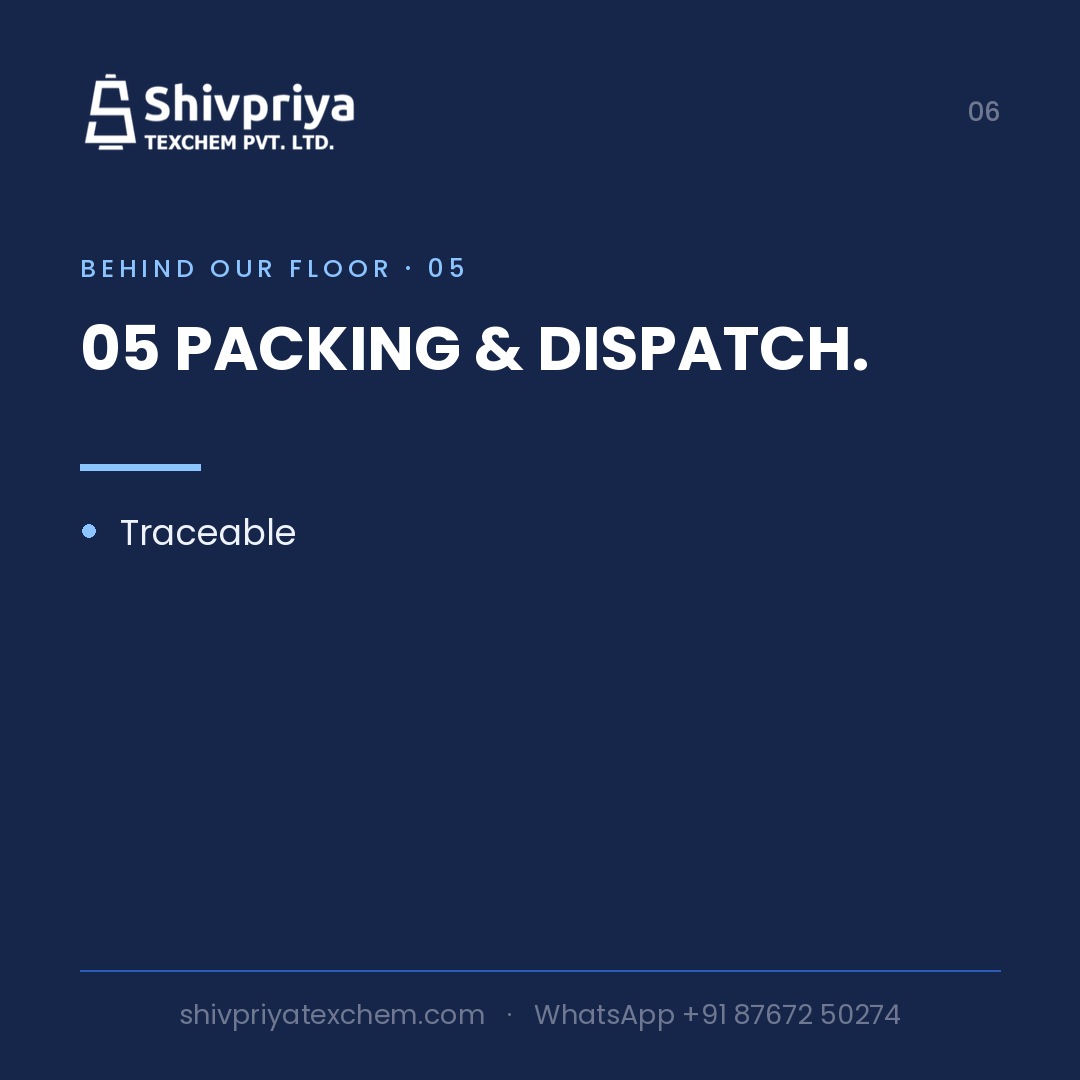 Shivpriya
TEXCHEM PVT. LTD.
06
BEHIND OUR FLOOR · 05
05 PACKING & DISPATCH.
• Traceable
shivpriyatexchem.com · WhatsApp +91 87672 50274